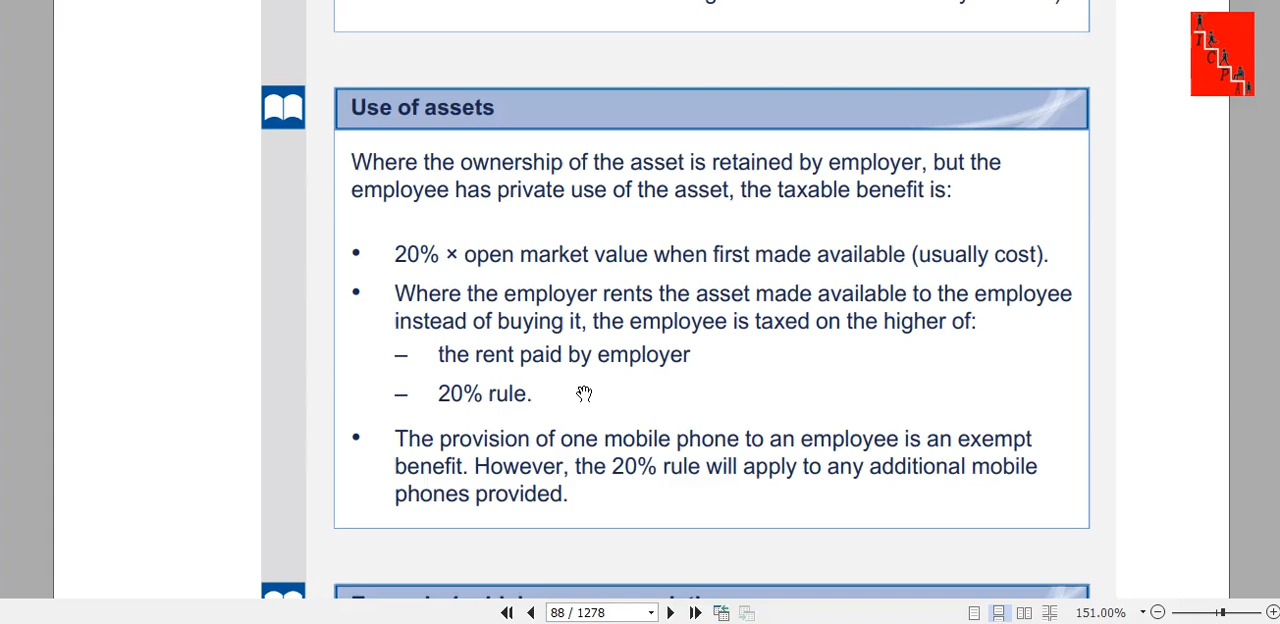 Use of assets
Where the ownership of the asset is retained by employer, but the
employee has private use of the asset, the taxable benefit is:
• 20% × open market value when first made available (usually cost).
• Where the employer rents the asset made available to the employee
instead of buying it, the employee is taxed on the higher of:
– the rent paid by employer
– 20% rule.
• The provision of one mobile phone to an employee is an exempt
benefit. However, the 20% rule will apply to any additional mobile
phones provided.
88 / 1278
151.00%
T
C
P
A